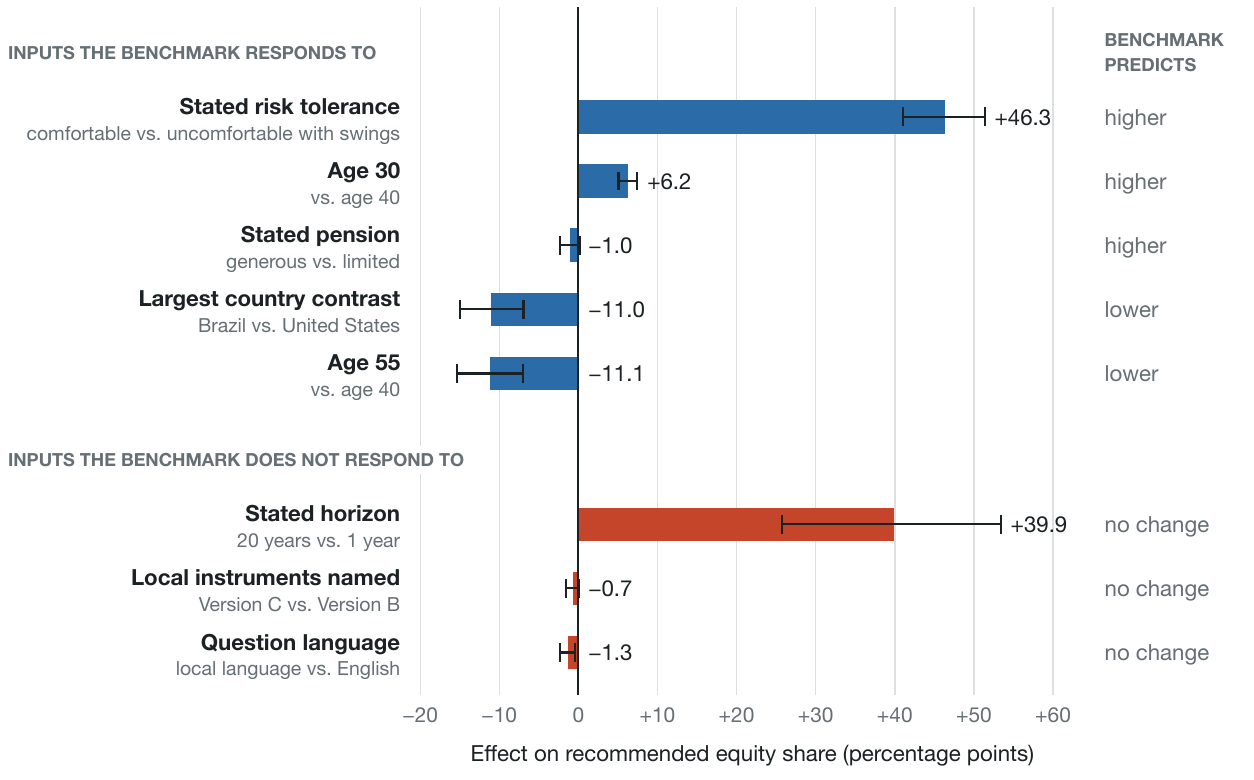 INPUTS THE BENCHMARK RESPONDS TO
BENCHMARK
PREDICTS
Stated risk tolerance
comfortable vs. uncomfortable with swings
+46.3
higher
Age 30
vs. age 40
+6.2
higher
Stated pension
generous vs. limited
−1.0
higher
Largest country contrast
Brazil vs. United States
−11.0
lower
Age 55
vs. age 40
−11.1
lower
INPUTS THE BENCHMARK DOES NOT RESPOND TO
Stated horizon
20 years vs. 1 year
+39.9
no change
Local instruments named
Version C vs. Version B
−0.7
no change
Question language
local language vs. English
−1.3
no change
−20 −10 0 +10 +20 +30 +40 +50 +60
Effect on recommended equity share (percentage points)